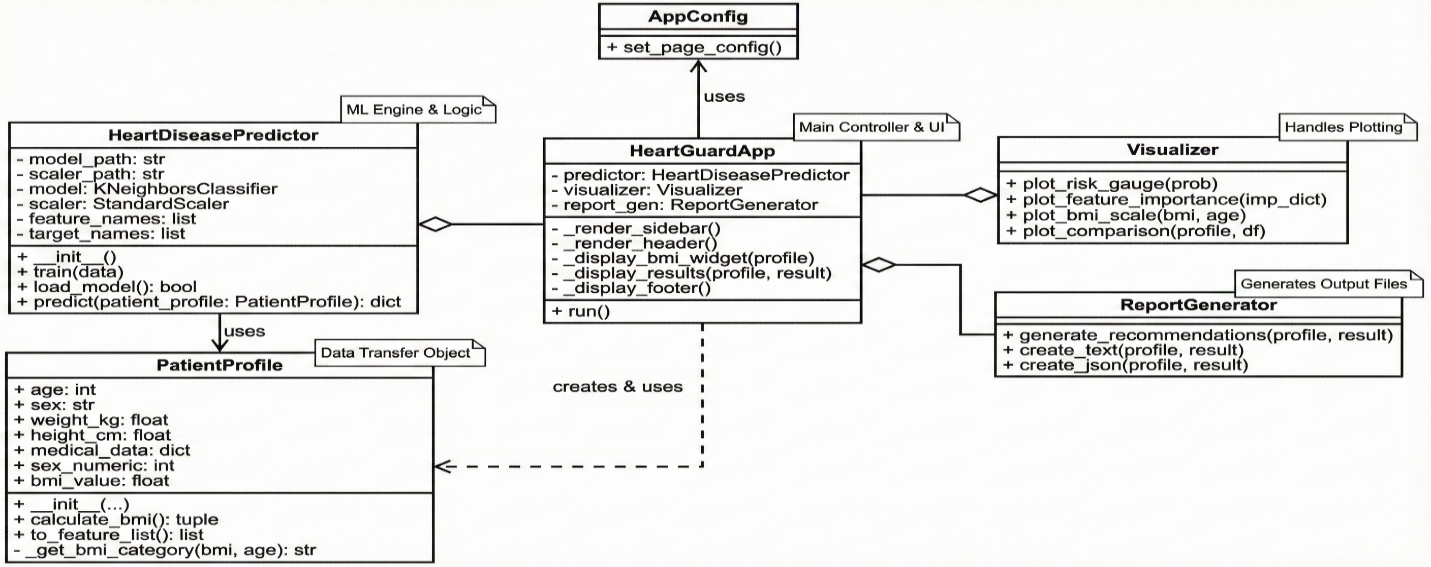 AppConfig
+ set_page_config()
uses
ML Engine & Logic
HeartDiseasePredictor
- model_path: str
- scaler_path: str
- model: KNeighborsClassifier
- scaler: StandardScaler
- feature_names: list
- target_names: list
+ __init__()
+ train(data)
+ load_model(): bool
+ predict(patient_profile: PatientProfile): dict
uses
Main Controller & UI
HeartGuardApp
- predictor: HeartDiseasePredictor
- visualizer: Visualizer
- report_gen: ReportGenerator
- _render_sidebar()
- _render_header()
- _display_bmi_widget(profile)
- _display_results(profile, result)
- _display_footer()
+ run()
creates & uses
Handles Plotting
Visualizer
+ plot_risk_gauge(prob)
+ plot_feature_importance(imp_dict)
+ plot_bmi_scale(bmi, age)
+ plot_comparison(profile, df)
Generates Output Files
ReportGenerator
+ generate_recommendations(profile, result)
+ create_text(profile, result)
+ create_json(profile, result)
Data Transfer Object
PatientProfile
+ age: int
+ sex: str
+ weight_kg: float
+ height_cm: float
+ medical_data: dict
+ sex_numeric: int
+ bmi_value: float
+ __init__(...)
+ calculate_bmi(): tuple
+ to_feature_list(): list
- _get_bmi_category(bmi, age): str